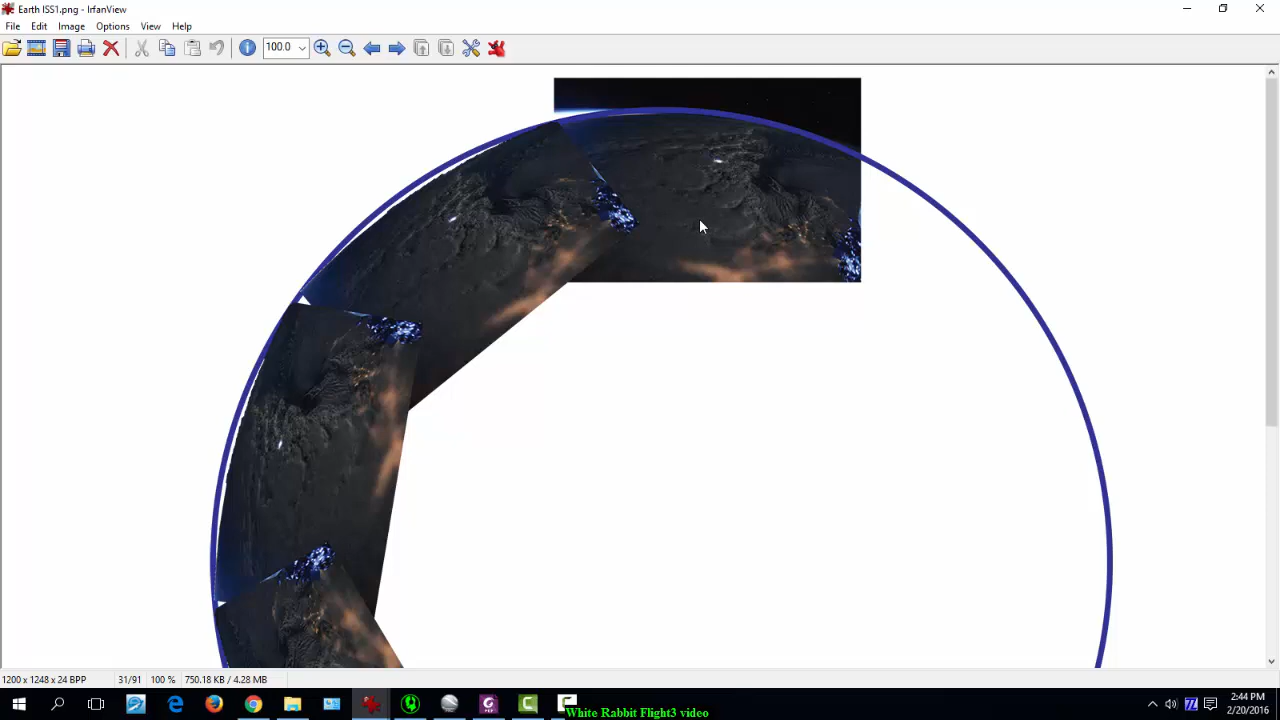 Earth ISS1.png - IrfanView
File Edit Image Options View Help
100.0
1200 x 1248 x 24 BPP 31/91 100 % 750.18 KB / 4.28 MB
2:44 PM
2/20/2016
White Rabbit Flight3 video